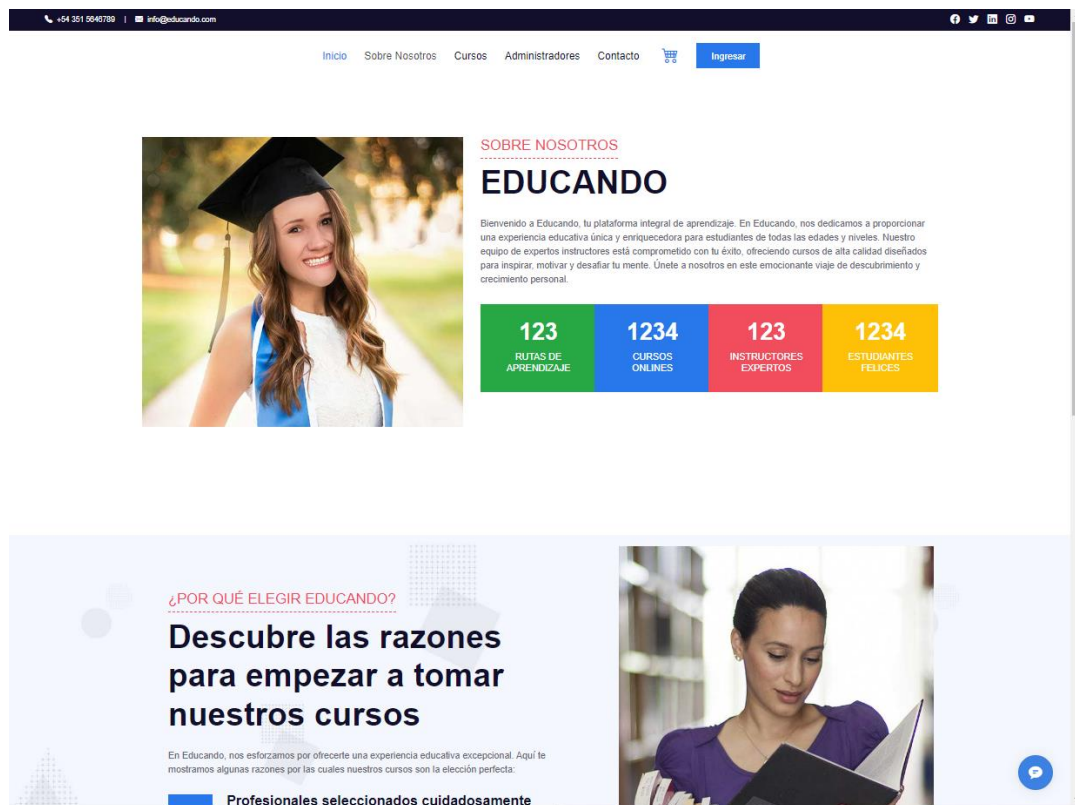 +54 351 5646789 | info@educando.com
Inicio Sobre Nosotros Cursos Administradores Contacto Ingresar
SOBRE NOSOTROS
EDUCANDO
Bienvenido a Educando, tu plataforma integral de aprendizaje. En Educando, nos dedicamos a proporcionar
una experiencia educativa única y enriquecedora para estudiantes de todas las edades y niveles. Nuestro
equipo de expertos instructores está comprometido con tu éxito, ofreciendo cursos de alta calidad diseñados
para inspirar, motivar y desafiar tu mente. Únete a nosotros en este emocionante viaje de descubrimiento y
crecimiento personal.
123
RUTAS DE
APRENDIZAJE
1234
CURSOS
ONLINES
123
INSTRUCTORES
EXPERTOS
1234
ESTUDIANTES
FELICES
¿POR QUÉ ELEGIR EDUCANDO?
Descubre las razones
para empezar a tomar
nuestros cursos
En Educando, nos esforzamos por ofrecerte una experiencia educativa excepcional. Aquí te
mostramos algunas razones por las cuales nuestros cursos son la elección perfecta:
Profesionales seleccionados cuidadosamente